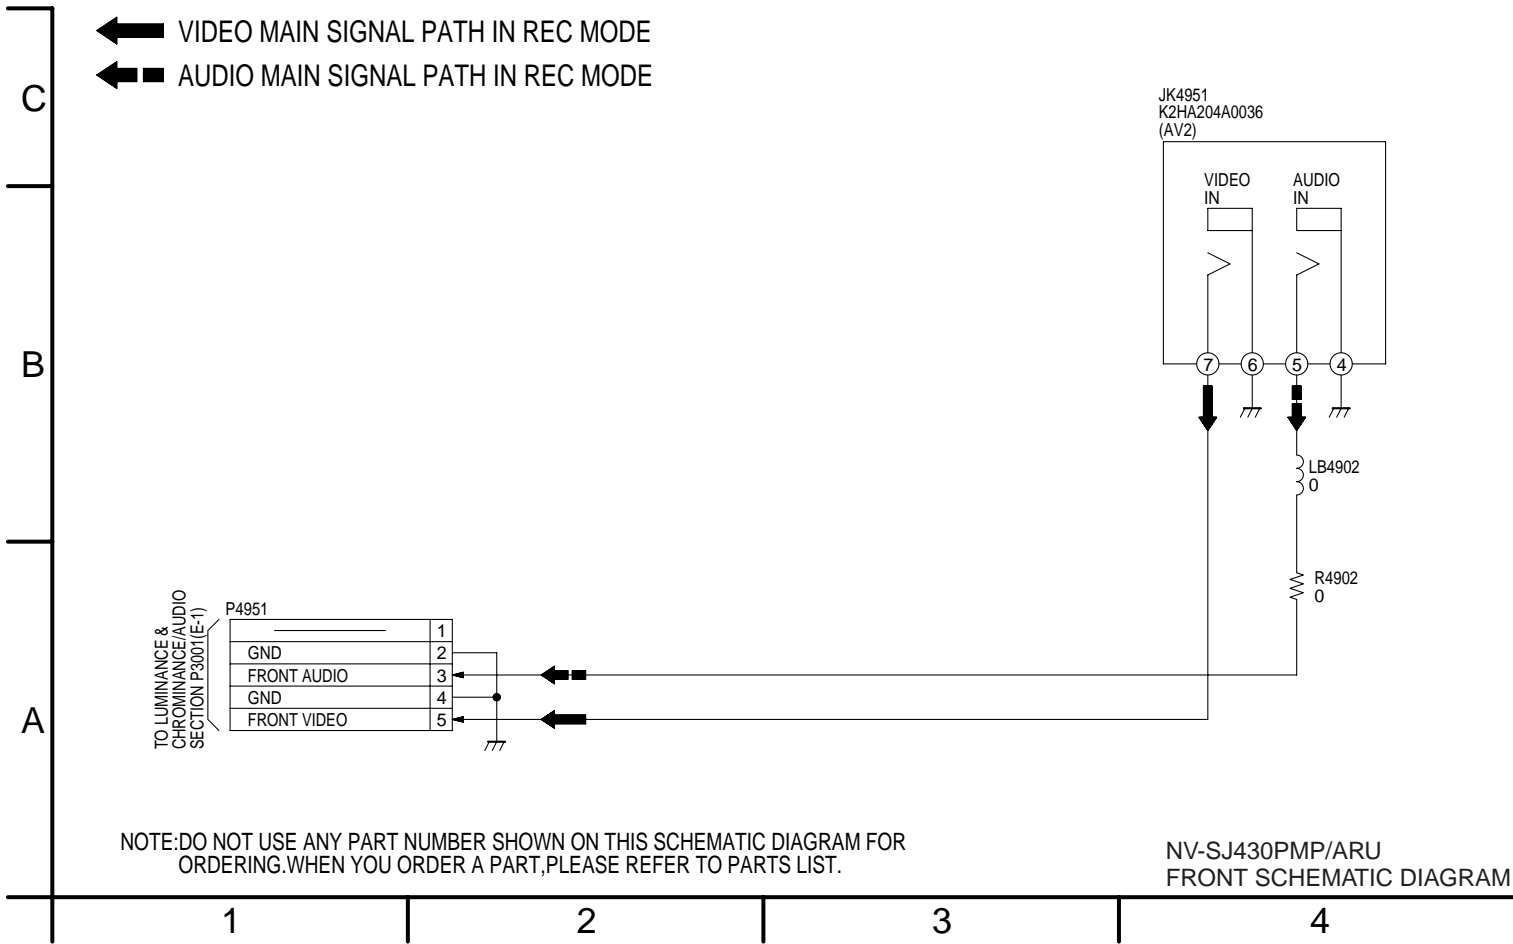 VIDEO MAIN SIGNAL PATH IN REC MODE
AUDIO MAIN SIGNAL PATH IN REC MODE
C
JK4951
K2HA204A0036
(AV2)
VIDEO
IN
AUDIO
IN
B
7
6
5
4
LB4902
0
R4902
0
TO LUMINANCE &
CHROMINANCE/AUDIO
SECTION P3001(E-1)
P4951
1
GND 2
FRONT AUDIO 3
GND 4
FRONT VIDEO 5
A
NOTE:DO NOT USE ANY PART NUMBER SHOWN ON THIS SCHEMATIC DIAGRAM FOR
ORDERING.WHEN YOU ORDER A PART,PLEASE REFER TO PARTS LIST.
NV-SJ430PMP/ARU
FRONT SCHEMATIC DIAGRAM
1
2
3
4